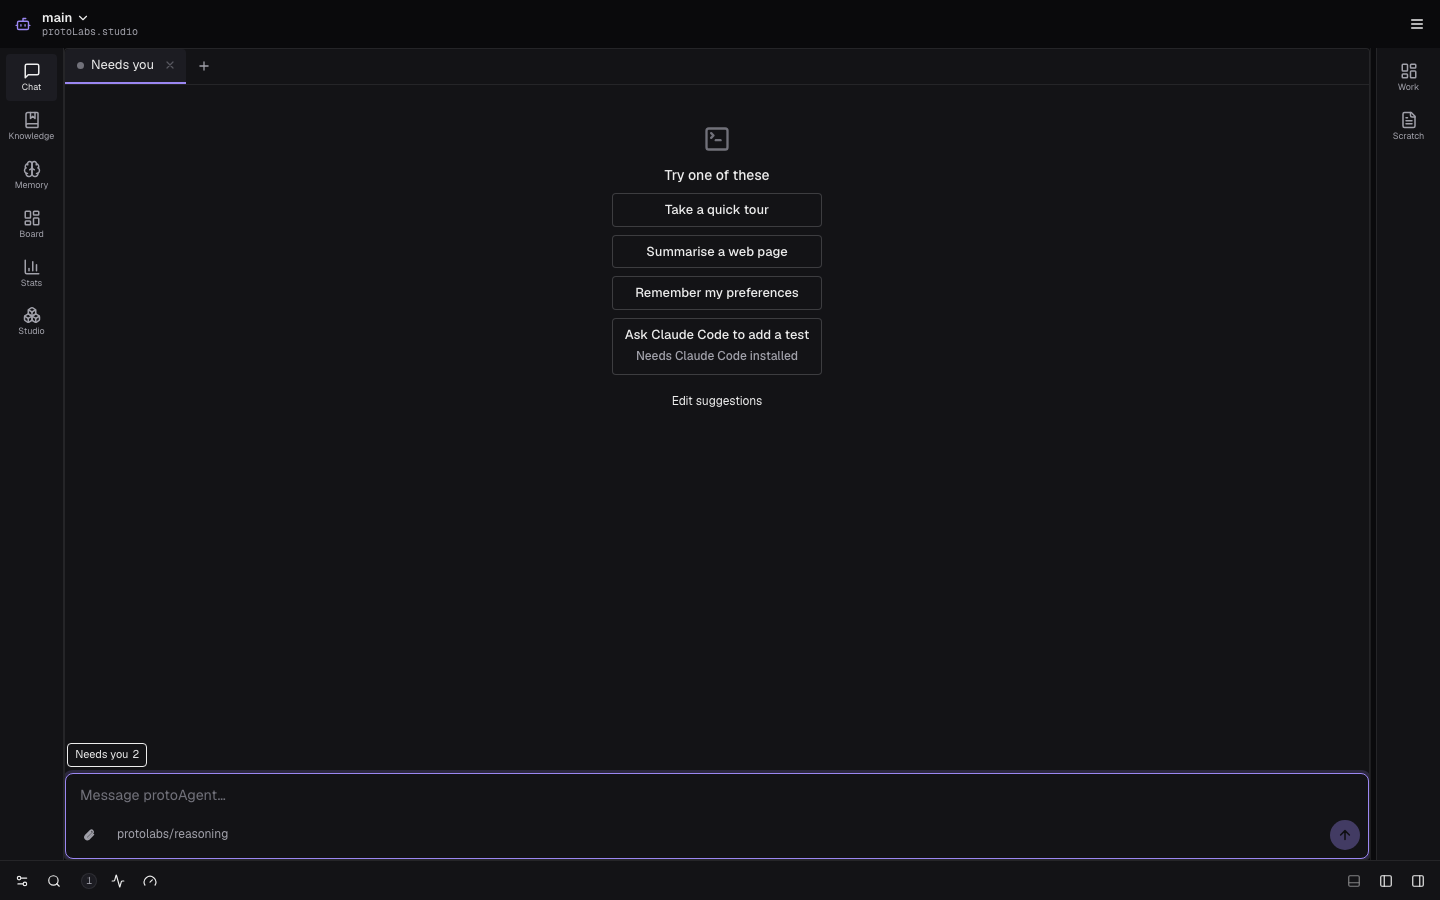 main
protoLabs.studio
Chat
Knowledge
Memory
Board
Stats
Studio
Needs you
Work
Scratch
Try one of these
Take a quick tour
Summarise a web page
Remember my preferences
Ask Claude Code to add a test
Needs Claude Code installed
Edit suggestions
Needs you 2
Message protoAgent…
protolabs/reasoning
1